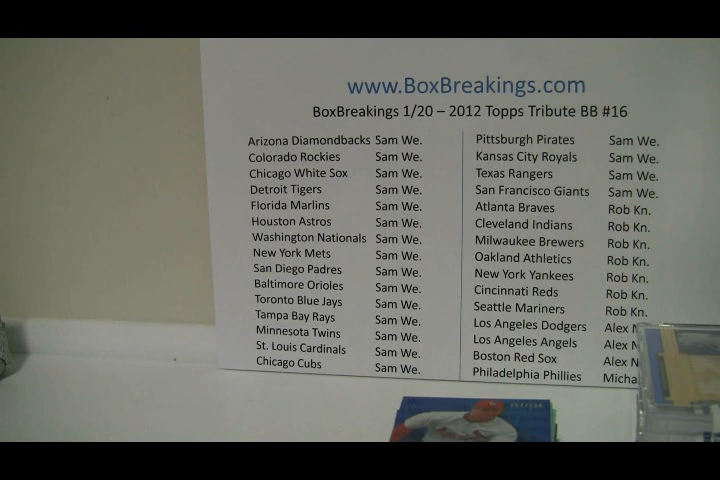 www.BoxBreakings.com
BoxBreakings 1/20 – 2012 Topps Tribute BB #16
Arizona Diamondbacks Sam We.
Colorado Rockies Sam We.
Chicago White Sox Sam We.
Detroit Tigers Sam We.
Florida Marlins Sam We.
Houston Astros Sam We.
Washington Nationals Sam We.
New York Mets Sam We.
San Diego Padres Sam We.
Baltimore Orioles Sam We.
Toronto Blue Jays Sam We.
Tampa Bay Rays Sam We.
Minnesota Twins Sam We.
St. Louis Cardinals Sam We.
Chicago Cubs Sam We.
Pittsburgh Pirates Sam We.
Kansas City Royals Sam We.
Texas Rangers Sam We.
San Francisco Giants Sam We.
Atlanta Braves Rob Kn.
Cleveland Indians Rob Kn.
Milwaukee Brewers Rob Kn.
Oakland Athletics Rob Kn.
New York Yankees Rob Kn.
Cincinnati Reds Rob Kn.
Seattle Mariners Rob Kn.
Los Angeles Dodgers Alex N
Los Angeles Angels Alex N
Boston Red Sox Alex N
Philadelphia Phillies Micha